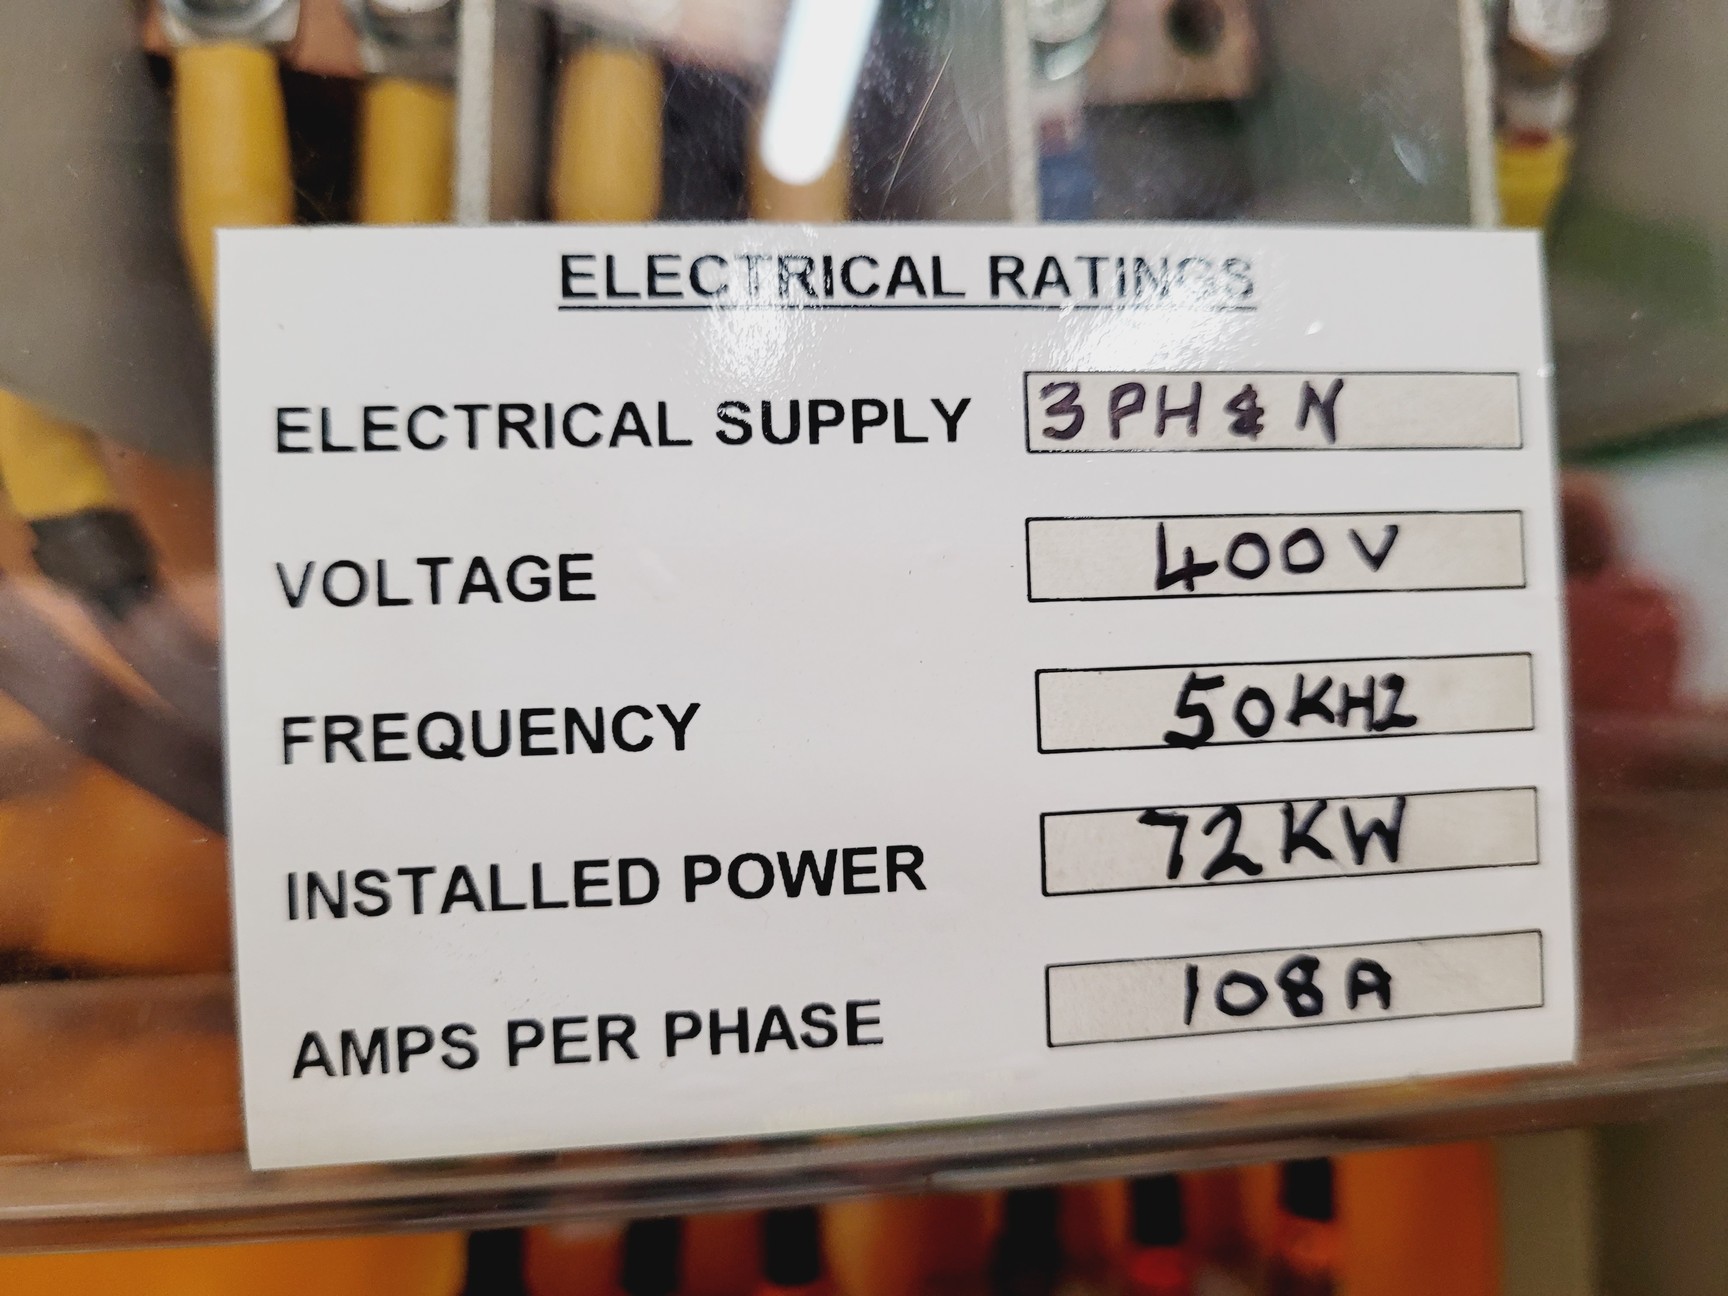 ELECTRICAL RATINGS
ELECTRICAL SUPPLY 3PH & N
VOLTAGE 400V
FREQUENCY 50KHZ
INSTALLED POWER 72KW
AMPS PER PHASE 108A